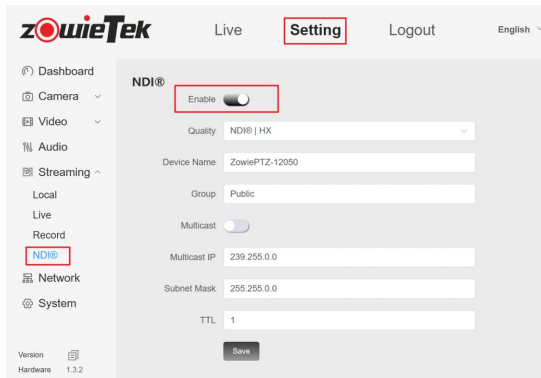 zowieTek
Live
Setting
Logout
English
Dashboard
Camera
Video
Audio
Streaming
Local
Live
Record
NDI®
Network
System
Version
Hardware 1.3.2
NDI®
Enable
Quality NDI® | HX
Device Name ZowiePTZ-12050
Group Public
Multicast
Multicast IP 239.255.0.0
Subnet Mask 255.255.0.0
TTL 1
Save